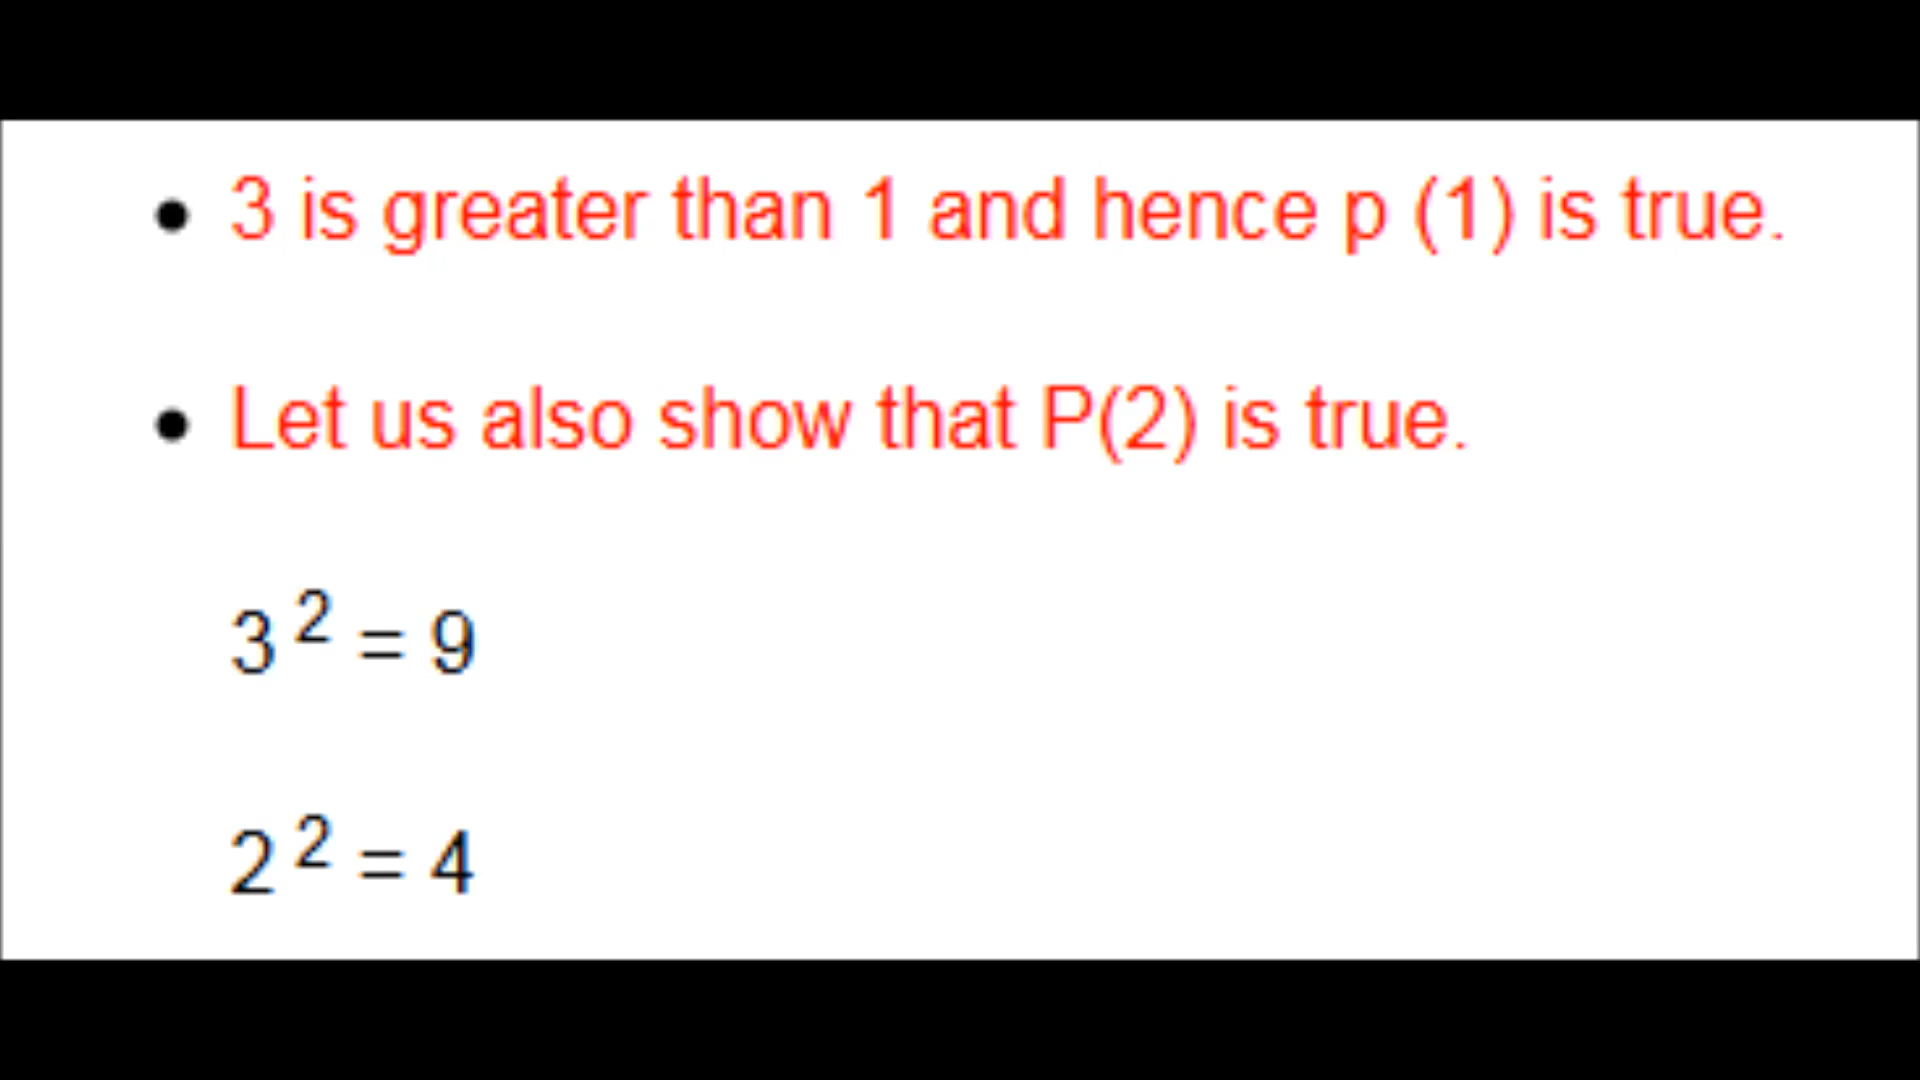 • 3 is greater than 1 and hence p (1) is true.
• Let us also show that P(2) is true.
3 ² = 9
2 ² = 4